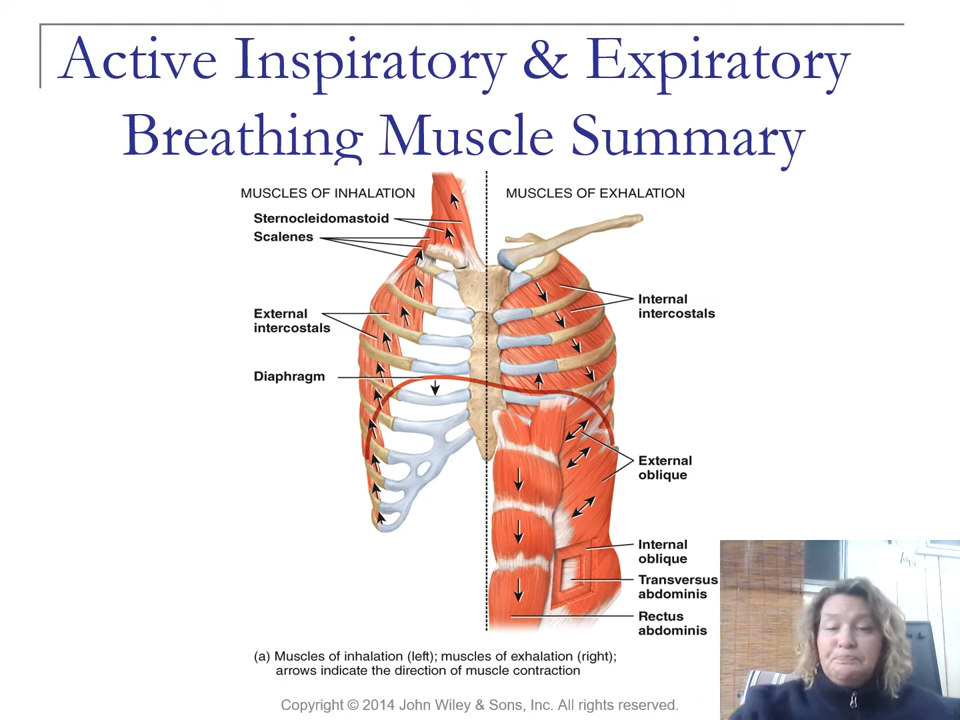 Active Inspiratory & Expiratory
Breathing Muscle Summary
MUSCLES OF INHALATION
MUSCLES OF EXHALATION
Sternocleidomastoid
Scalenes
External
intercostals
Diaphragm
Internal
intercostals
External
oblique
Internal
oblique
Transversus
abdominis
Rectus
abdominis
(a) Muscles of inhalation (left); muscles of exhalation (right);
arrows indicate the direction of muscle contraction
Copyright © 2014 John Wiley & Sons, Inc. All rights reserved.